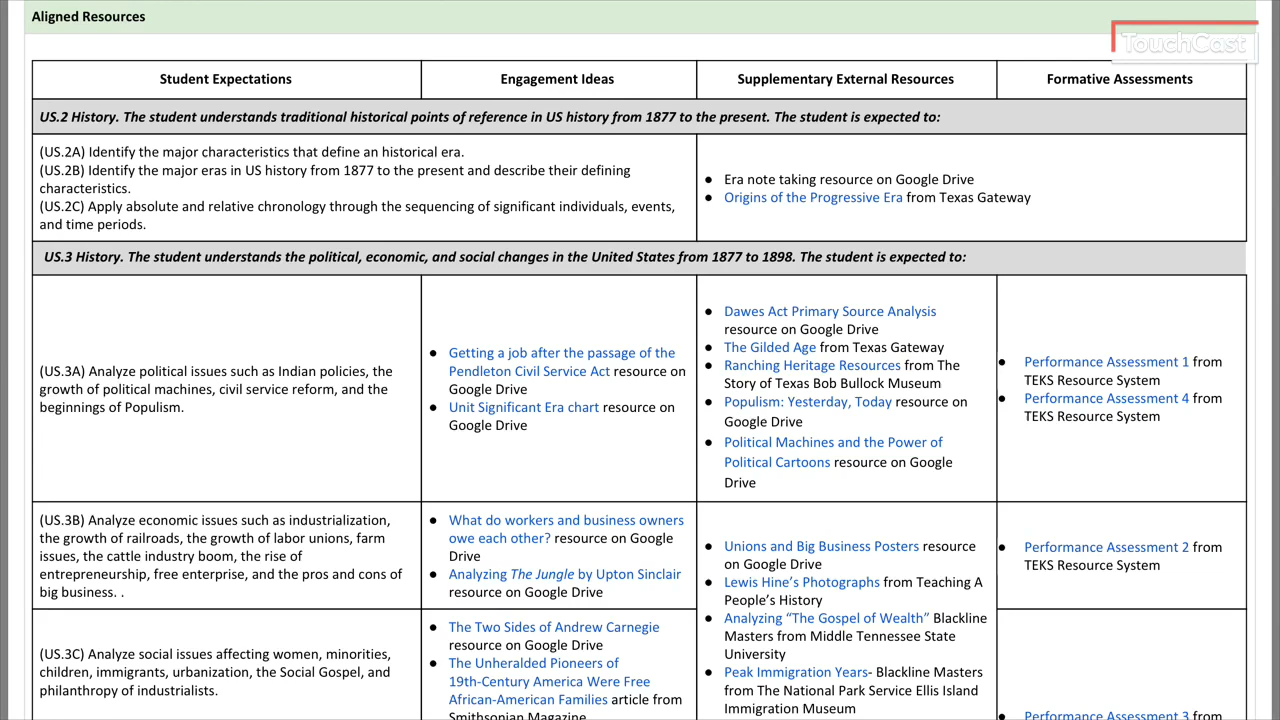 Aligned Resources
TouchCast
Student Expectations
Engagement Ideas
Supplementary External Resources
Formative Assessments
US.2 History. The student understands traditional historical points of reference in US history from 1877 to the present. The student is expected to:
(US.2A) Identify the major characteristics that define an historical era.
(US.2B) Identify the major eras in US history from 1877 to the present and describe their defining
characteristics.
(US.2C) Apply absolute and relative chronology through the sequencing of significant individuals, events,
and time periods.
● Era note taking resource on Google Drive
● Origins of the Progressive Era from Texas Gateway
US.3 History. The student understands the political, economic, and social changes in the United States from 1877 to 1898. The student is expected to:
(US.3A) Analyze political issues such as Indian policies, the
growth of political machines, civil service reform, and the
beginnings of Populism.
● Getting a job after the passage of the
Pendleton Civil Service Act resource on
Google Drive
● Unit Significant Era chart resource on
Google Drive
● Dawes Act Primary Source Analysis
resource on Google Drive
● The Gilded Age from Texas Gateway
● Ranching Heritage Resources from The
Story of Texas Bob Bullock Museum
● Populism: Yesterday, Today resource on
Google Drive
● Political Machines and the Power of
Political Cartoons resource on Google
Drive
● Performance Assessment 1 from
TEKS Resource System
● Performance Assessment 4 from
TEKS Resource System
(US.3B) Analyze economic issues such as industrialization,
the growth of railroads, the growth of labor unions, farm
issues, the cattle industry boom, the rise of
entrepreneurship, free enterprise, and the pros and cons of
big business. .
● What do workers and business owners
owe each other? resource on Google
Drive
● Analyzing The Jungle by Upton Sinclair
resource on Google Drive
● Unions and Big Business Posters resource
on Google Drive
● Lewis Hine's Photographs from Teaching A
People's History
● Analyzing “The Gospel of Wealth” Blackline
Masters from Middle Tennessee State
University
● Peak Immigration Years- Blackline Masters
from The National Park Service Ellis Island
Immigration Museum
● Performance Assessment 2 from
TEKS Resource System
(US.3C) Analyze social issues affecting women, minorities,
children, immigrants, urbanization, the Social Gospel, and
philanthropy of industrialists.
● The Two Sides of Andrew Carnegie
resource on Google Drive
● The Unheralded Pioneers of
19th-Century America Were Free
African-American Families article from
Smithsonian Magazine
● Performance Assessment 3 from